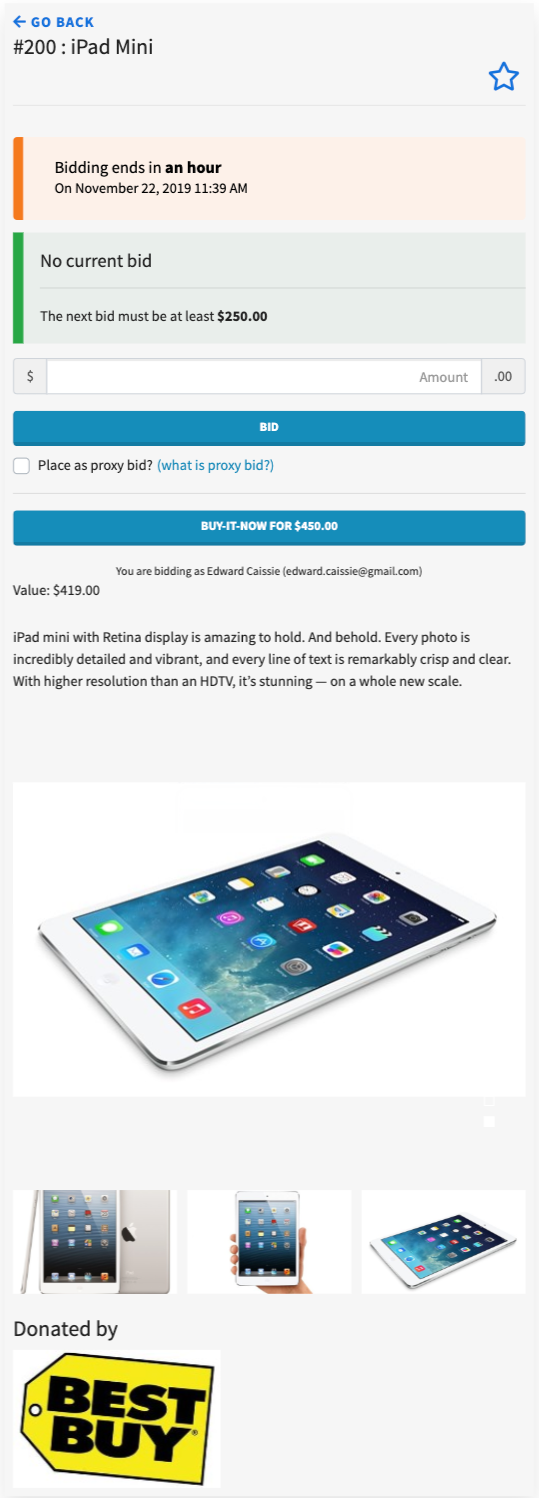 ← GO BACK
#200 : iPad Mini
Bidding ends in an hour
On November 22, 2019 11:39 AM
No current bid
The next bid must be at least $250.00
$ Amount .00
BID
Place as proxy bid? (what is proxy bid?)
BUY-IT-NOW FOR $450.00
You are bidding as Edward Caissie (edward.caissie@gmail.com)
Value: $419.00
iPad mini with Retina display is amazing to hold. And behold. Every photo is
incredibly detailed and vibrant, and every line of text is remarkably crisp and clear.
With higher resolution than an HDTV, it’s stunning — on a whole new scale.
Donated by
BEST
BUY®